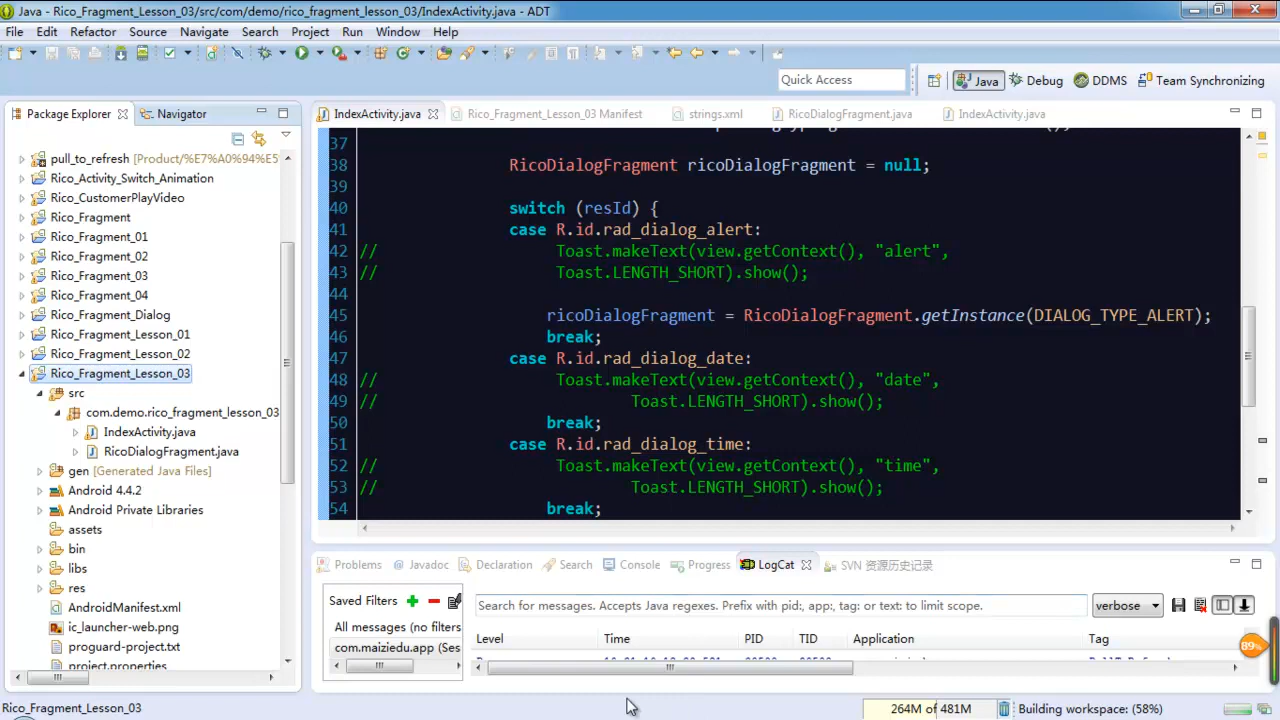 Java - Rico_Fragment_Lesson_03/src/com/demo/rico_fragment_lesson_03/IndexActivity.java - ADT
File Edit Refactor Source Navigate Search Project Run Window Help
Quick Access
Java Debug DDMS Team Synchronizing
Package Explorer Navigator
IndexActivity.java Rico_Fragment_Lesson_03 Manifest strings.xml RicoDialogFragment.java IndexActivity.java
pull_to_refresh [Product/%E7%A0%94%E5
Rico_Activity_Switch_Animation
Rico_CustomerPlayVideo
Rico_Fragment
Rico_Fragment_01
Rico_Fragment_02
Rico_Fragment_03
Rico_Fragment_04
Rico_Fragment_Dialog
Rico_Fragment_Lesson_01
Rico_Fragment_Lesson_02
Rico_Fragment_Lesson_03
src
com.demo.rico_fragment_lesson_03
IndexActivity.java
RicoDialogFragment.java
gen [Generated Java Files]
Android 4.4.2
Android Private Libraries
assets
bin
libs
res
AndroidManifest.xml
ic_launcher-web.png
proguard-project.txt
project.properties
37
38 RicoDialogFragment ricoDialogFragment = null;
39
40 switch (resId) {
41 case R.id.rad_dialog_alert:
42 // Toast.makeText(view.getContext(), "alert",
43 // Toast.LENGTH_SHORT).show();
44
45 ricoDialogFragment = RicoDialogFragment.getInstance(DIALOG_TYPE_ALERT);
46 break;
47 case R.id.rad_dialog_date:
48 // Toast.makeText(view.getContext(), "date",
49 // Toast.LENGTH_SHORT).show();
50 break;
51 case R.id.rad_dialog_time:
52 // Toast.makeText(view.getContext(), "time",
53 // Toast.LENGTH_SHORT).show();
54 break;
Problems Javadoc Declaration Search Console Progress LogCat SVN 资源历史记录
Saved Filters
All messages (no filters
com.maiziedu.app (Ses
Search for messages. Accepts Java regexes. Prefix with pid:, app:, tag: or text: to limit scope.
verbose
Level Time PID TID Application Tag
89%
Rico_Fragment_Lesson_03
264M of 481M
Building workspace: (58%)